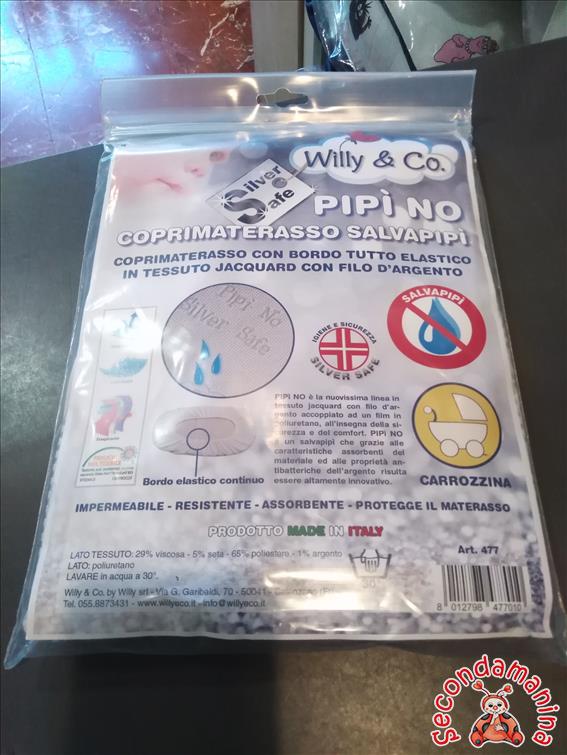 Willy & Co.
Silver
Safe
PIPÌ NO
COPRIMATERASSO SALVAPIPÌ
COPRIMATERASSO CON BORDO TUTTO ELASTICO
IN TESSUTO JACQUARD CON FILO D'ARGENTO
Pipì No
Silver Safe
IGIENE E SICUREZZA
SILVER SAFE
SALVAPIPÌ
PIPÌ NO è la nuovissima linea in
tessuto jacquard con filo d'ar-
gento accoppiato ad un film in
poliuretano, all'insegna della si-
curezza e del comfort. PIPÌ NO
è un salvapipì che grazie alle
caratteristiche assorbenti del
materiale ed alle proprietà an-
tibatteriche dell'argento risulta
essere altamente innovativo.
Bordo elastico continuo
CARROZZINA
IMPERMEABILE - RESISTENTE - ASSORBENTE - PROTEGGE IL MATERASSO
PRODOTTO MADE IN ITALY
LATO TESSUTO: 29% viscosa - 5% seta - 65% poliestere - 1% argento
LATO: poliuretano
LAVARE in acqua a 30°.
30°
Art. 477
Willy & Co. by Willy srl - Via G. Garibaldi, 70 - 50041 -
Tel. 055.8873431 - www.willyeco.it - info@willyeco.it
8 012798 477010
Secondamanina